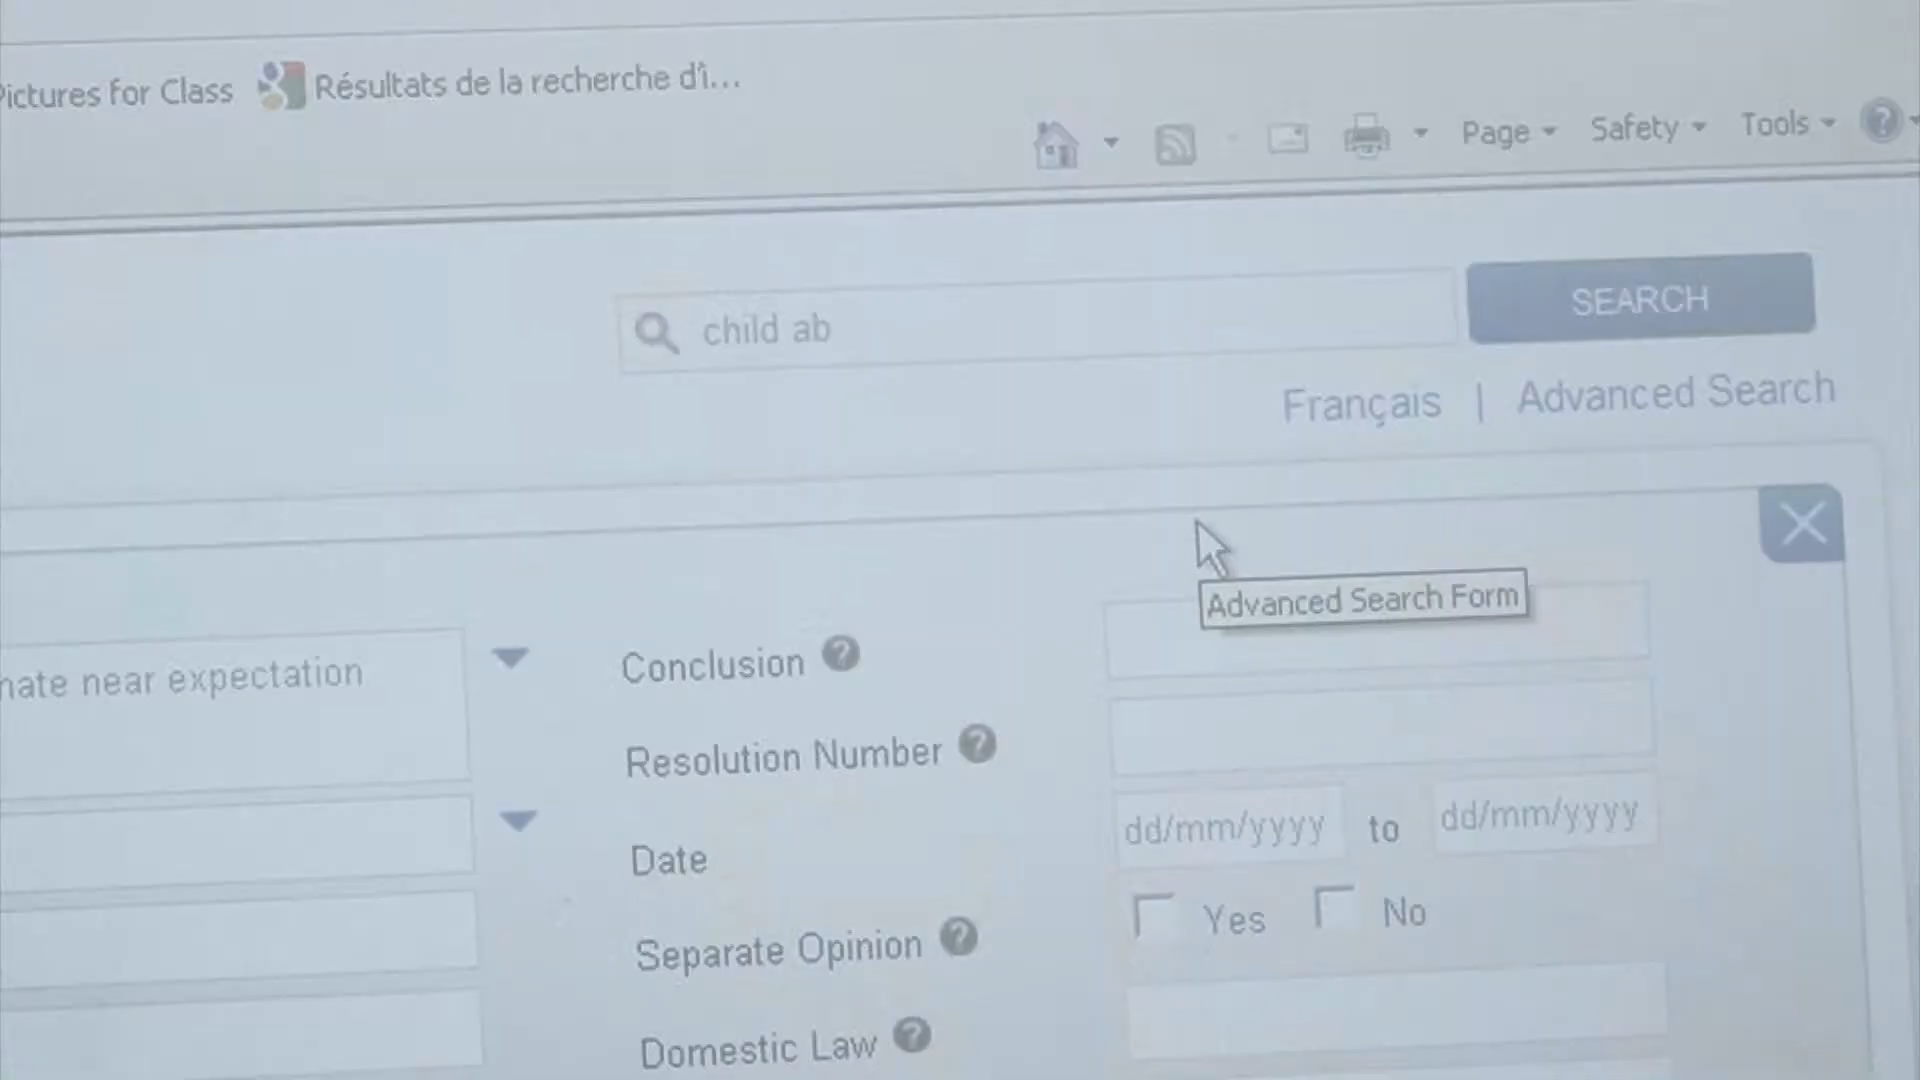 Pictures for Class Résultats de la recherche d'i...
Page Safety Tools
child ab SEARCH
Français | Advanced Search
Advanced Search Form
near expectation
Conclusion
Resolution Number
Date dd/mm/yyyy to dd/mm/yyyy
Separate Opinion Yes No
Domestic Law